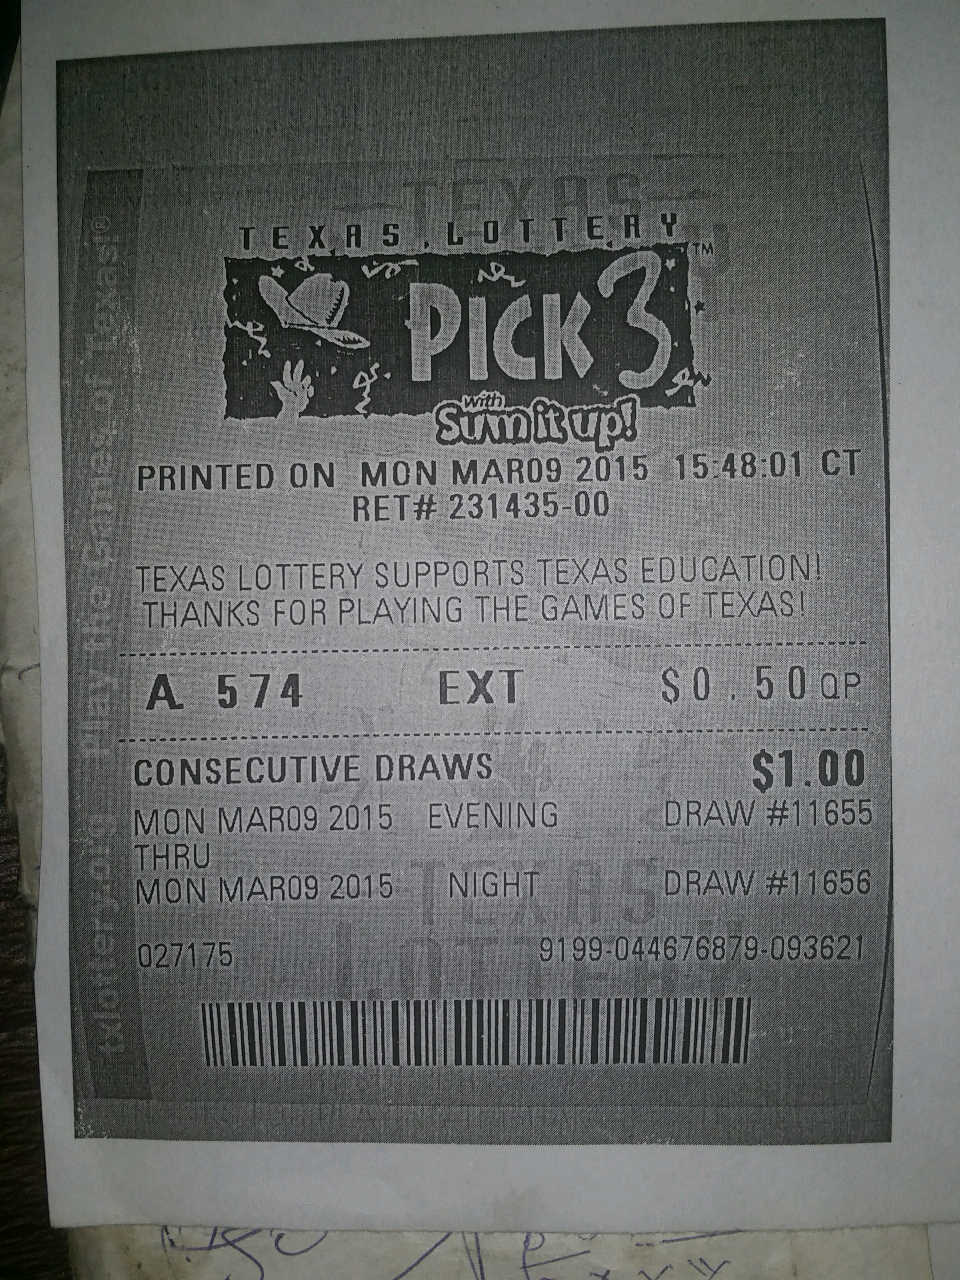 TEXAS
TEXAS LOTTERY
PICK 3™
with
Sum it up!
PRINTED ON MON MAR09 2015 15:48:01 CT
RET# 231435-00
TEXAS LOTTERY SUPPORTS TEXAS EDUCATION!
THANKS FOR PLAYING THE GAMES OF TEXAS!
A 574 EXT $0.50 QP
CONSECUTIVE DRAWS $1.00
MON MAR09 2015 EVENING DRAW #11655
THRU
MON MAR09 2015 NIGHT DRAW #11656
TEXAS
LOTTERY
027175 9199-044676879-093621
txlottery.org play the Games of Texas!®